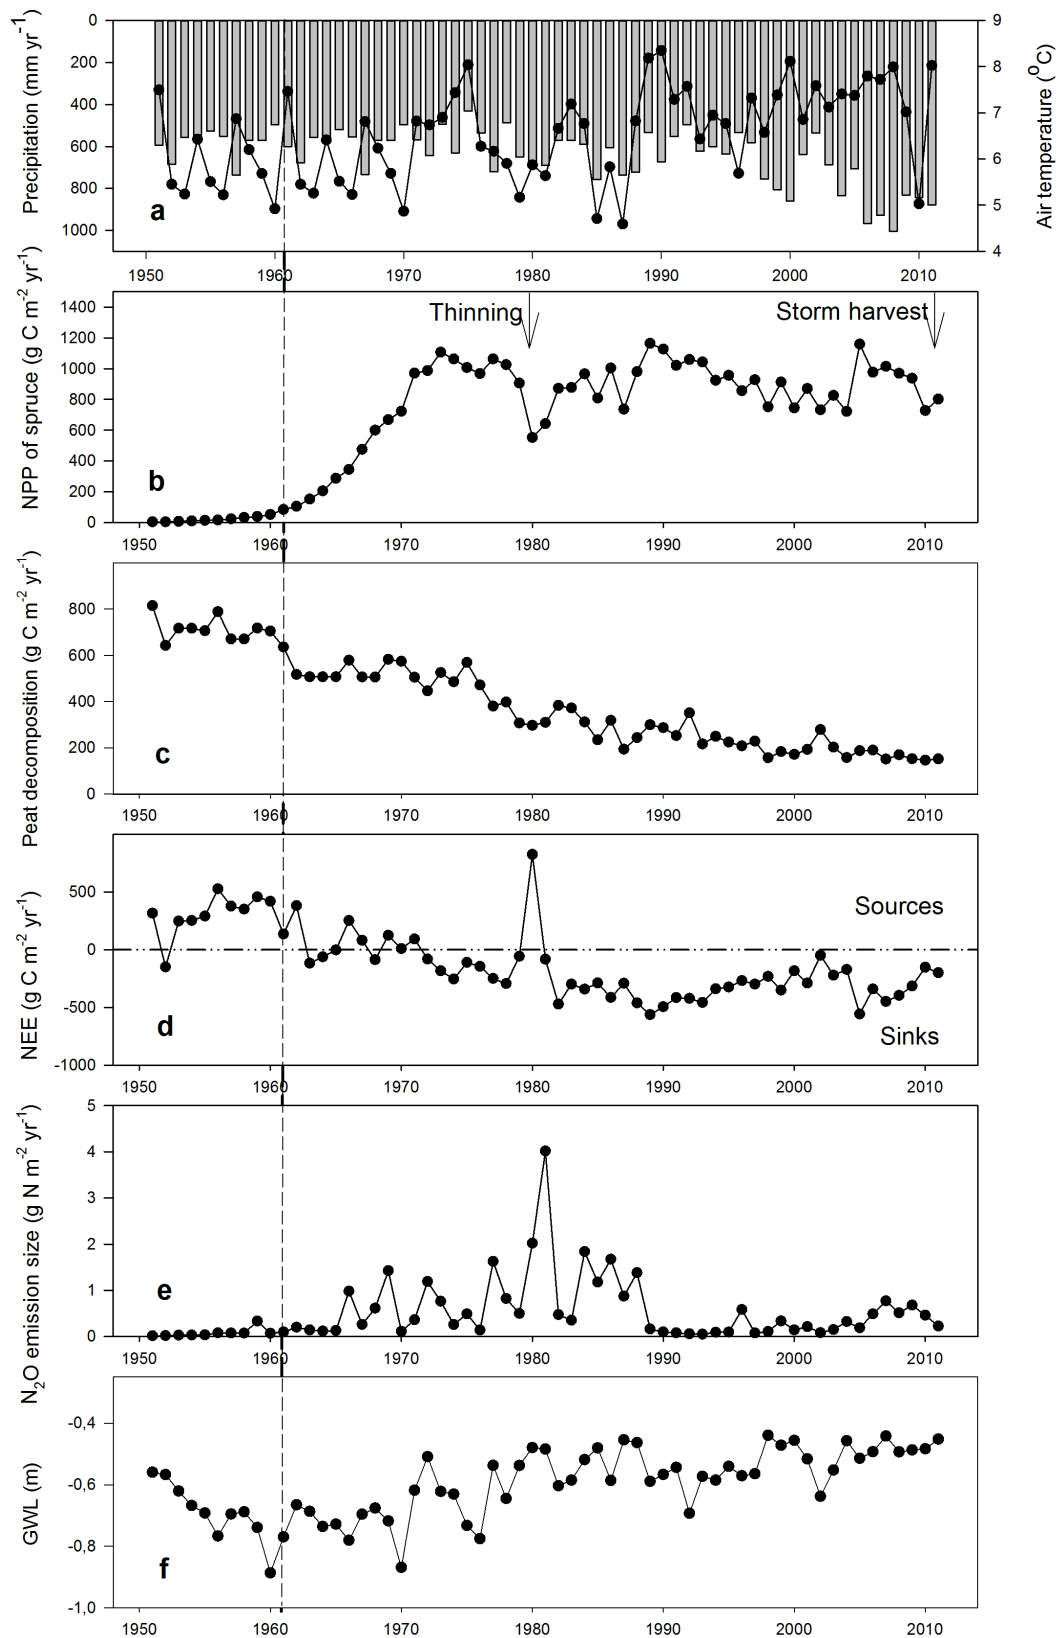 Precipitation (mm yr-1)
0
200
400
600
800
1000
a
9
8
7
6
5
4
Air temperature (oC)
1950 1960 1970 1980 1990 2000 2010
NPP of spruce (g C m-2 yr-1)
1400
1200
1000
800
600
400
200
0
Thinning
Storm harvest
b
1950 1960 1970 1980 1990 2000 2010
Peat decomposition (g C m-2 yr-1)
800
600
400
200
0
c
1950 1960 1970 1980 1990 2000 2010
NEE (g C m-2 yr-1)
500
0
-500
-1000
Sources
d
Sinks
1950 1960 1970 1980 1990 2000 2010
N2O emission size (g N m-2 yr-1)
5
4
3
2
1
0
e
1950 1960 1970 1980 1990 2000 2010
GWL (m)
-0,4
-0,6
-0,8
-1,0
f
1950 1960 1970 1980 1990 2000 2010